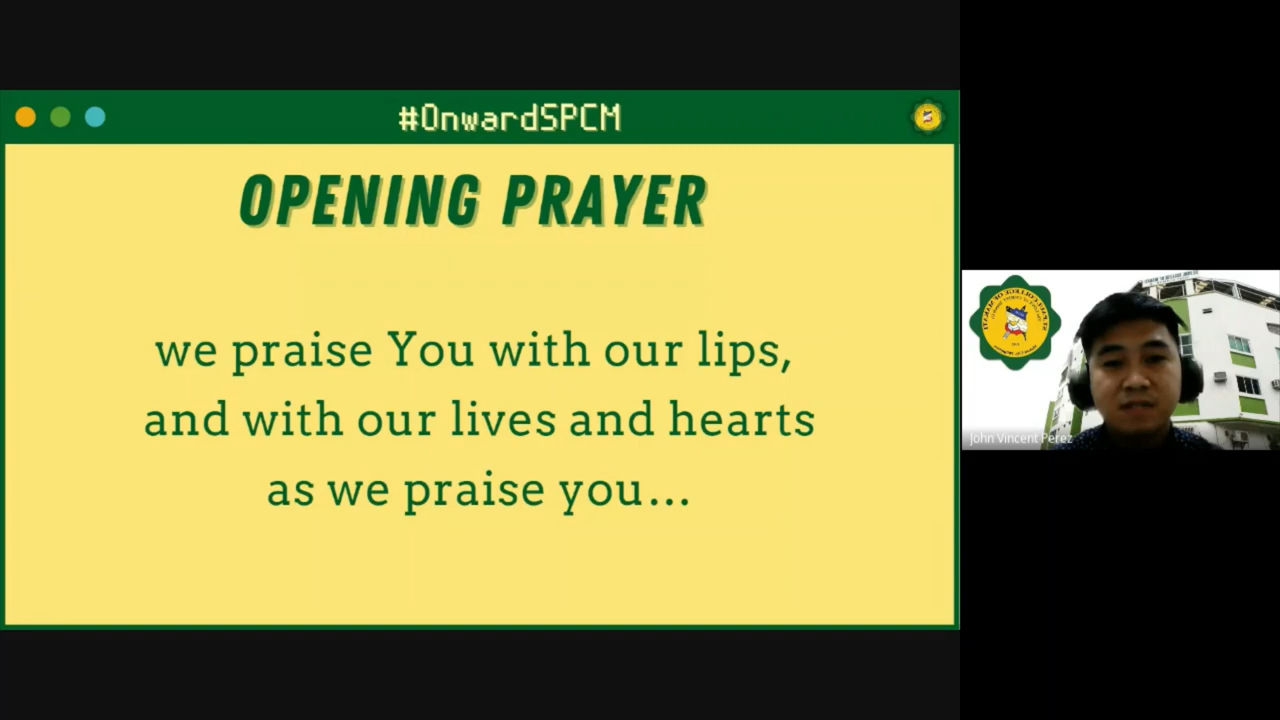 #OnwardSPCM
OPENING PRAYER
we praise You with our lips,
and with our lives and hearts
as we praise you...
John Vincent Perez